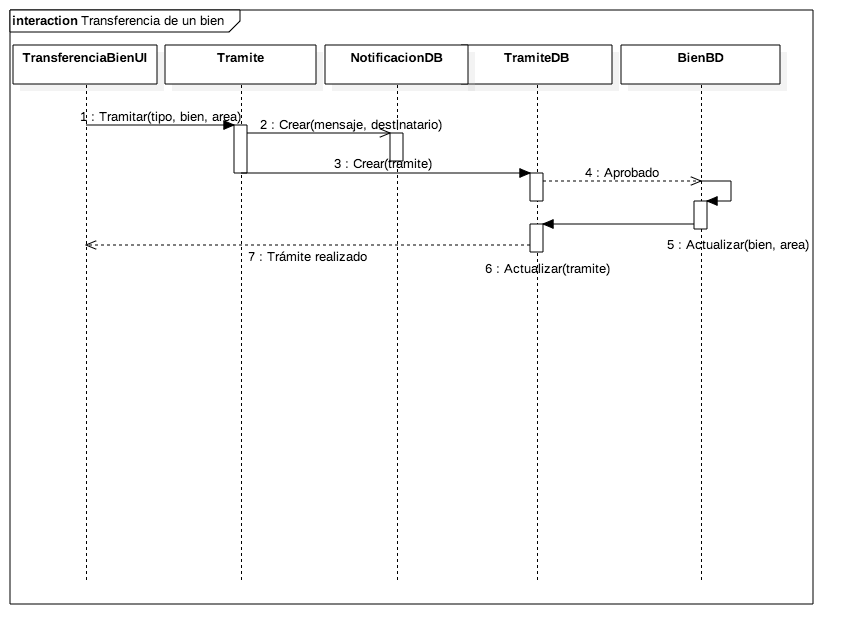 interaction Transferencia de un bien
TransferenciaBienUI
Tramite
NotificacionDB
TramiteDB
BienBD
1 : Tramitar(tipo, bien, area)
2 : Crear(mensaje, destinatario)
3 : Crear(tramite)
4 : Aprobado
5 : Actualizar(bien, area)
7 : Trámite realizado
6 : Actualizar(tramite)